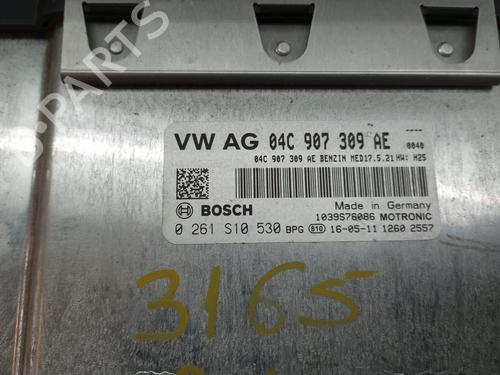 VW AG 04C 907 309 AE ----
0040
04C 907 309 AE BENZIN MED17.5.21 HW: H25
BOSCH
Made in Germany
1039S76086 MOTRONIC
0 261 S10 530 BPG 810 16-05-11 1260 2557
3165